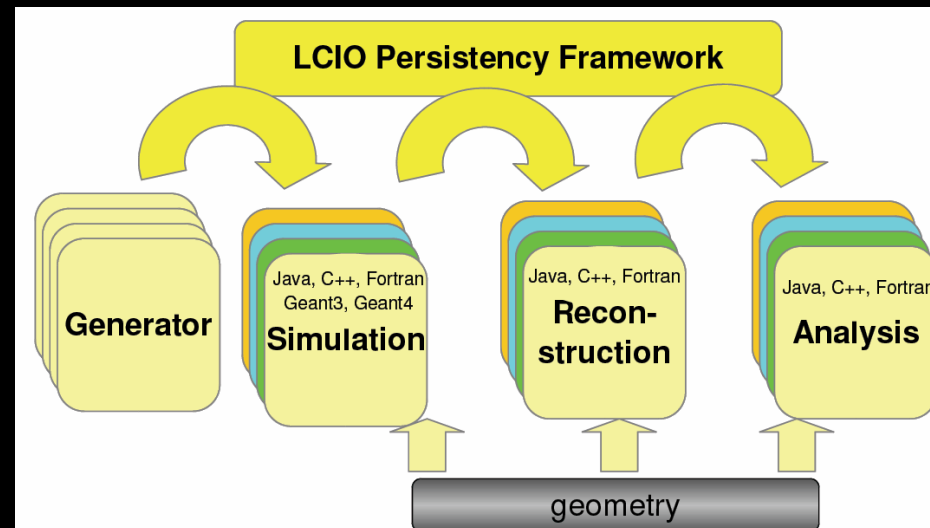 LCIO Persistency Framework
Generator
Java, C++, Fortran
Geant3, Geant4
Simulation
Java, C++, Fortran
Recon-
struction
Java, C++, Fortran
Analysis
geometry